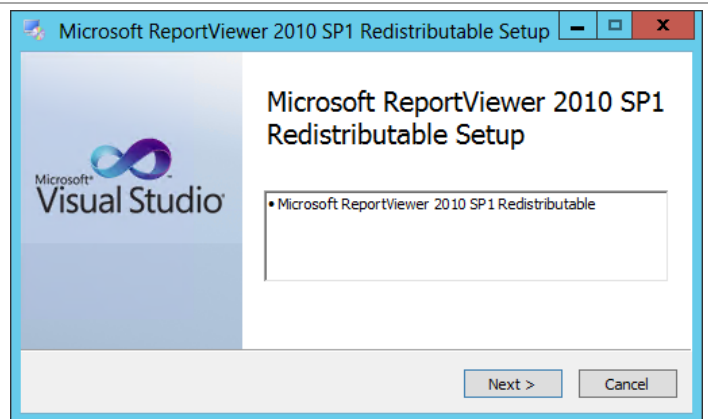 Microsoft ReportViewer 2010 SP1 Redistributable Setup
Microsoft ReportViewer 2010 SP1
Redistributable Setup
Microsoft®
Visual Studio
• Microsoft ReportViewer 2010 SP1 Redistributable
Next >
Cancel